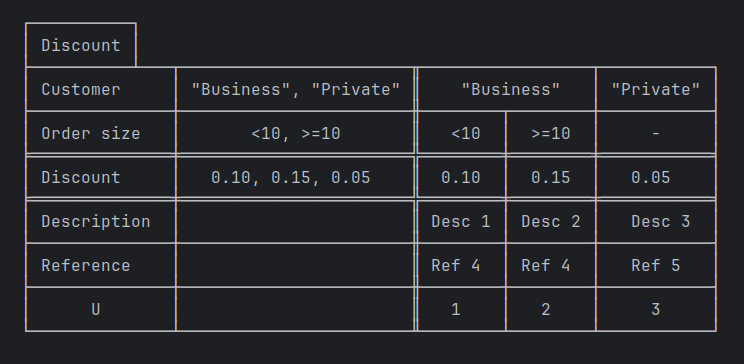 Discount
Customer "Business", "Private" "Business" "Private"
Order size <10, >=10 <10 >=10 -
Discount 0.10, 0.15, 0.05 0.10 0.15 0.05
Description Desc 1 Desc 2 Desc 3
Reference Ref 4 Ref 4 Ref 5
U 1 2 3